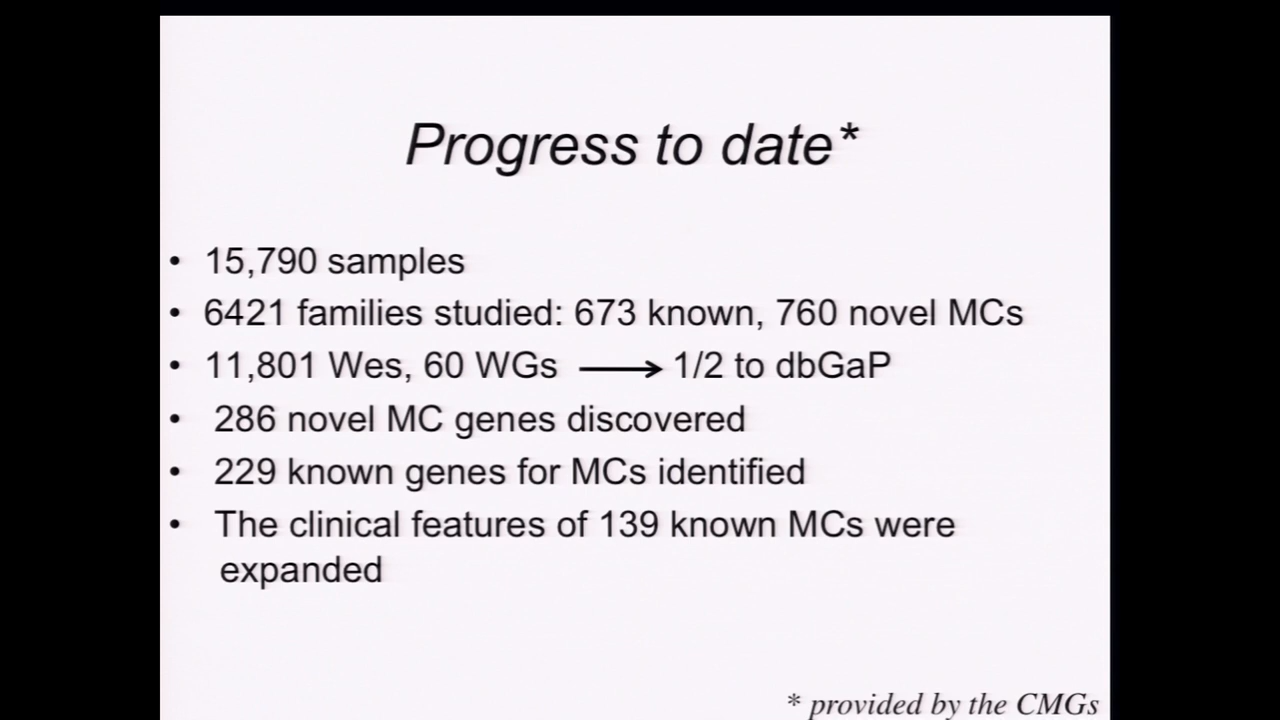 Progress to date*
• 15,790 samples
• 6421 families studied: 673 known, 760 novel MCs
• 11,801 Wes, 60 WGs ⟶ 1/2 to dbGaP
• 286 novel MC genes discovered
• 229 known genes for MCs identified
• The clinical features of 139 known MCs were
expanded
* provided by the CMGs